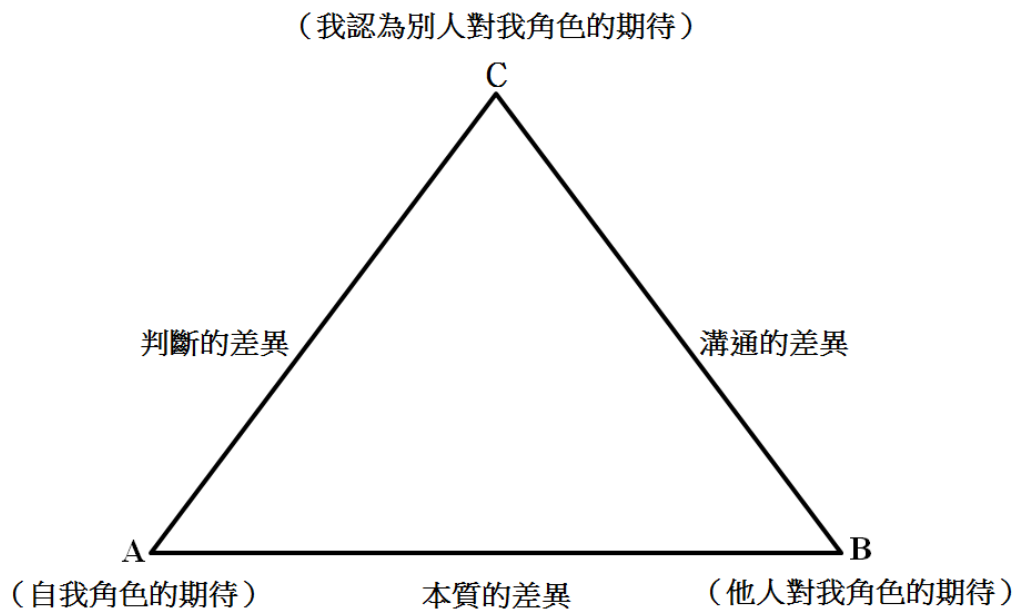 （我認為別人對我角色的期待）
C
判斷的差異
溝通的差異
A
B
（自我角色的期待）
本質的差異
（他人對我角色的期待）